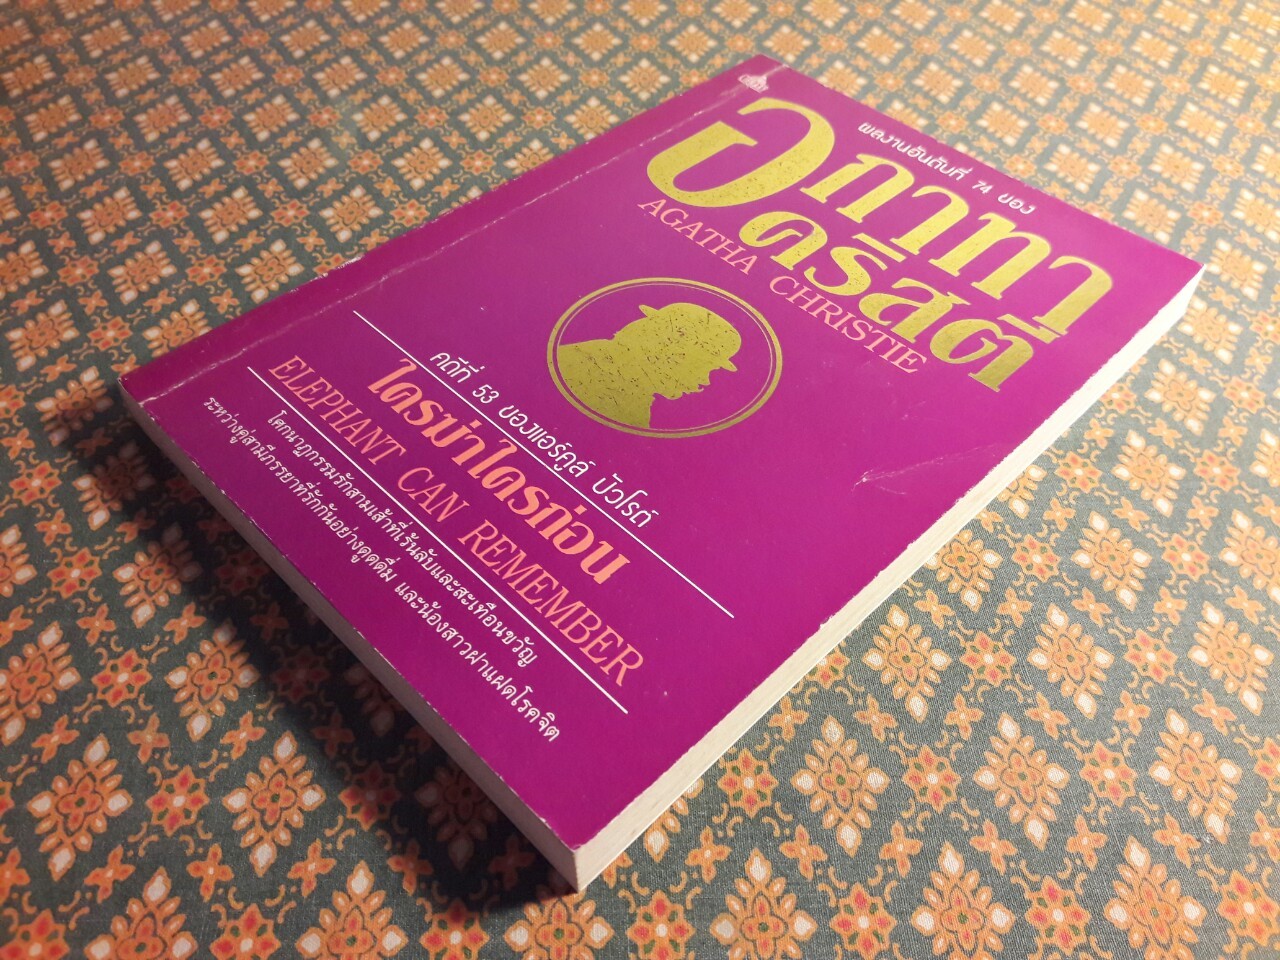 ผลงานอันดับที่ 74 ของ
อกาทา
คริสตี
AGATHA CHRISTIE
คดีที่ 53 ของแอร์คูล์ ปัวโรต์
ใครฆ่าใครก่อน
ELEPHANT CAN REMEMBER
โศกนาฏกรรมรักสามเส้าที่เร้นลับและสะเทือนขวัญ
ระหว่างคู่สามีภรรยาที่รักกันอย่างดูดดื่ม และน้องสาวฝาแฝดโรคจิต